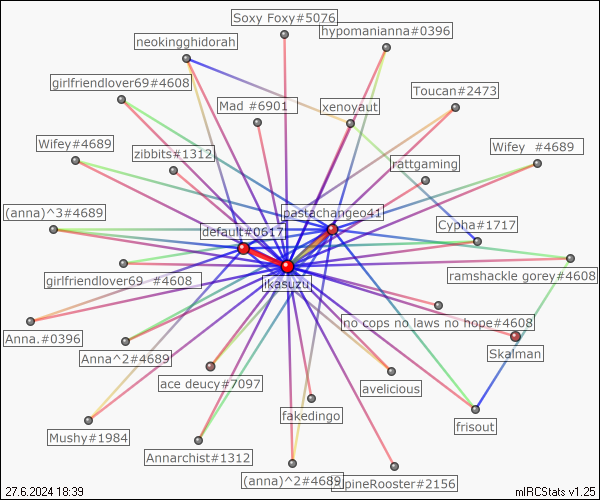 Soxy Foxy#5076
hypomanianna#0396
neokingghidorah
girlfriendlover69#4608
Toucan#2473
Mad #6901
xenoyaut
Wifey#4689
zibbits#1312
Wifey #4689
rattgaming
(anna)^3#4689
pastachangeo41
default#0617
Cypha#1717
ikasuzu
girlfriendlover69 #4608
ramshackle gorey#4608
no cops no laws no hope#4608
Anna.#0396
Anna^2#4689
Skalman
ace deucy#7097
avelicious
fakedingo
frisout
Mushy#1984
Annarchist#1312
(anna)^2#4689
lpineRooster#2156
27.6.2024 18:39
mIRCStats v1.25